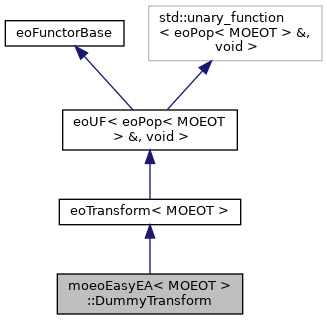 eoFunctorBase
std::unary_function
< eoPop< MOEOT > &,
void >
eoUF< eoPop< MOEOT
> &, void >
eoTransform< MOEOT >
moeoEasyEA< MOEOT >
::DummyTransform